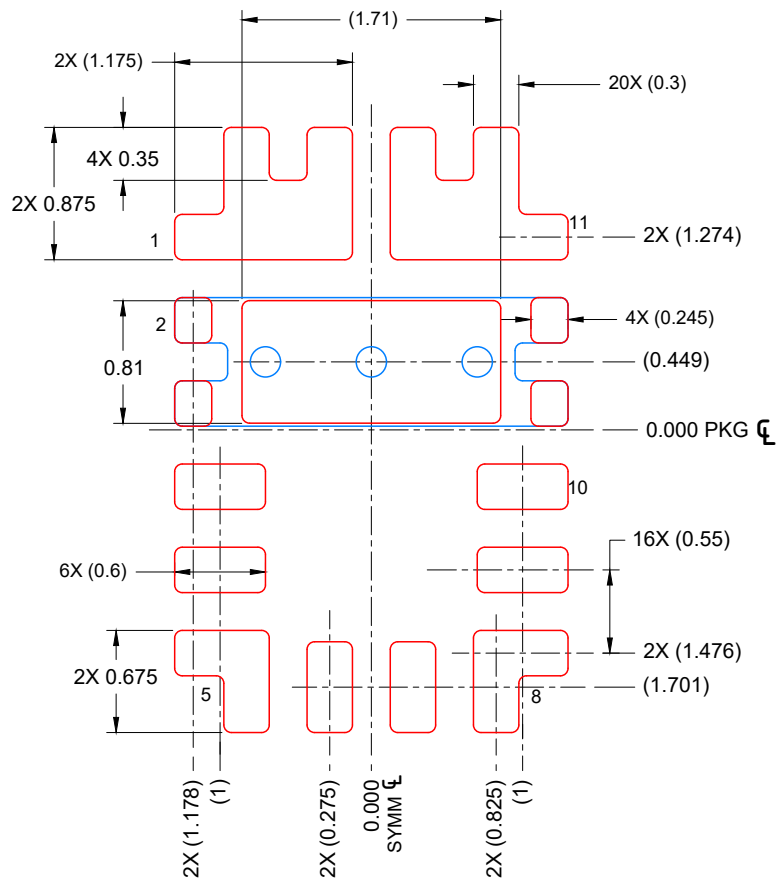 (1.71)
2X (1.175)
20X (0.3)
4X 0.35
2X 0.875
1
11
2X (1.274)
2
4X (0.245)
0.81
(0.449)
0.000 PKG ℄
10
16X (0.55)
6X (0.6)
2X (1.476)
2X 0.675
5
8
(1.701)
2X (1.178)
(1)
2X (0.275)
0.000
SYMM ℄
2X (0.825)
(1)